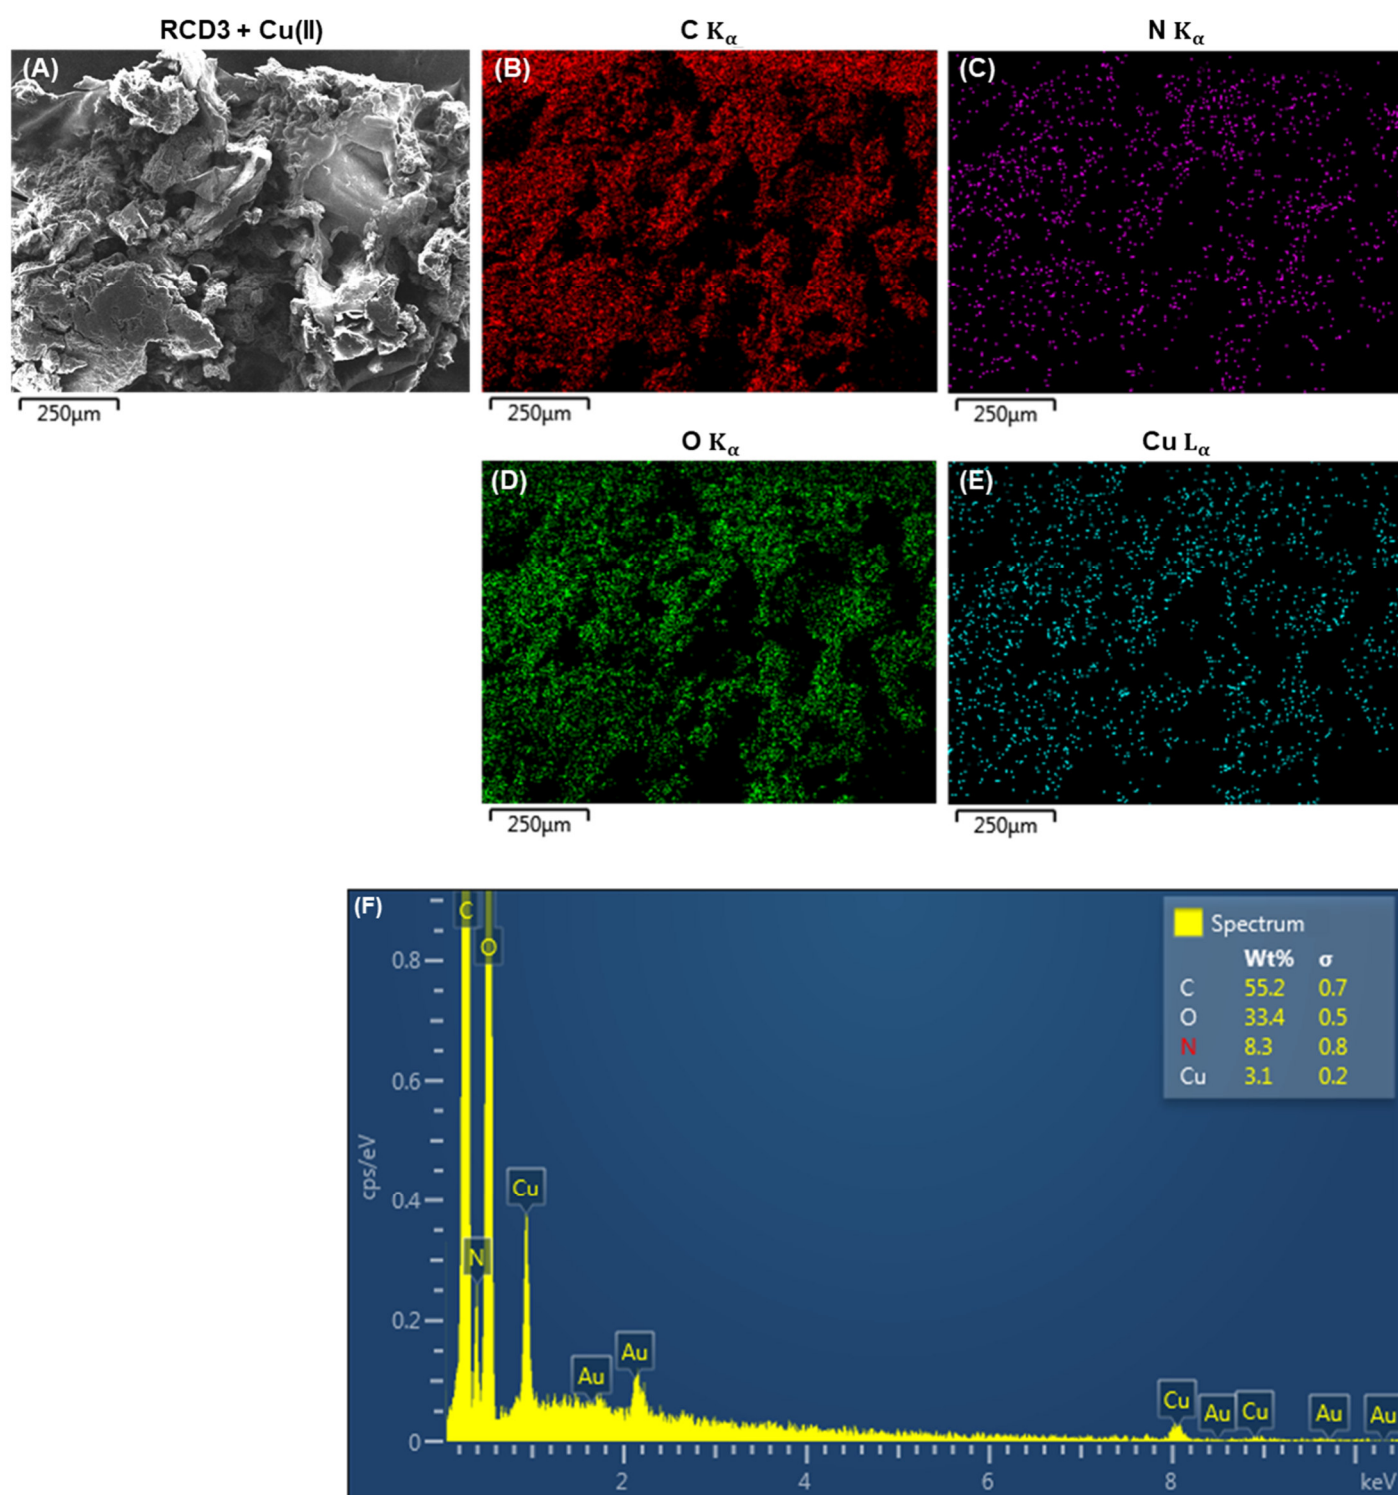 RCD3 + Cu(II)
C Kα
N Kα
(A)
(B)
(C)
250μm
250μm
250μm
O Kα
Cu Lα
(D)
(E)
250μm
250μm
(F)
C
O
N
Cu
Au
Au
Cu
Au
Cu
Au
Au
Spectrum
Wt% σ
C 55.2 0.7
O 33.4 0.5
N 8.3 0.8
Cu 3.1 0.2
cps/eV
0.8
0.6
0.4
0.2
0
2 4 6 8 keV